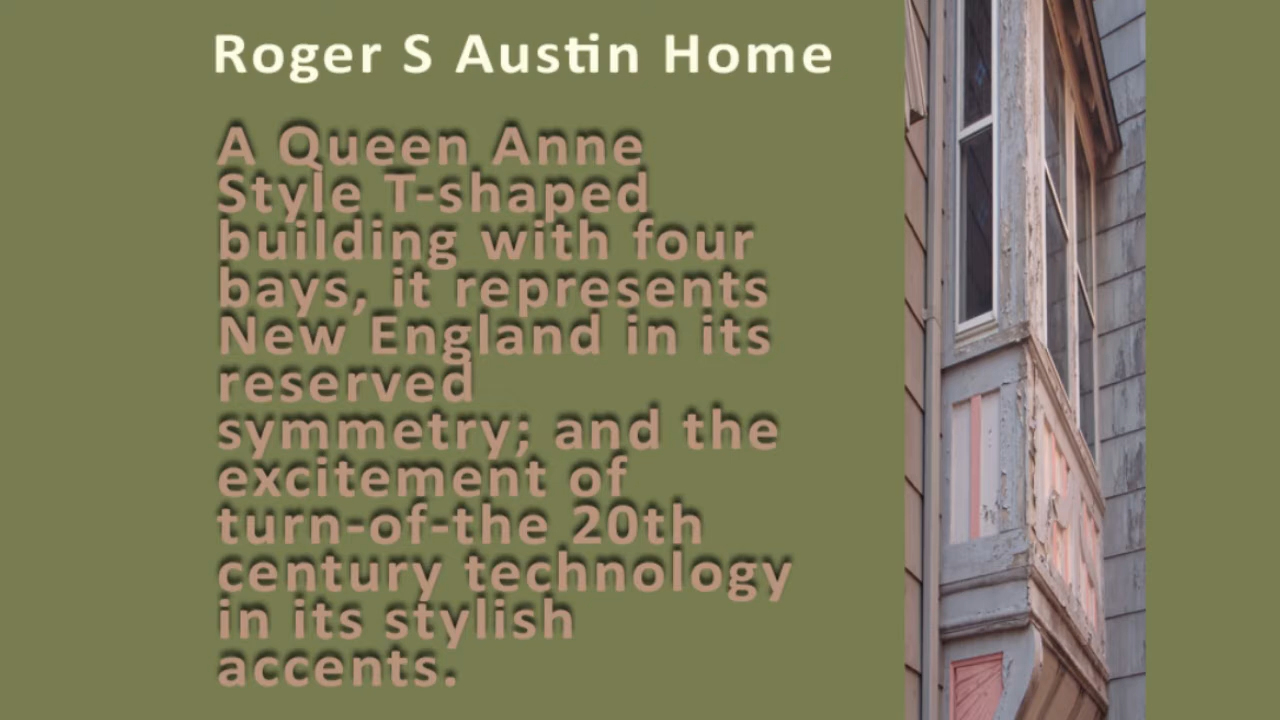 Roger S Austin Home
A Queen Anne
Style T-shaped
building with four
bays, it represents
New England in its
reserved
symmetry; and the
excitement of
turn-of-the 20th
century technology
in its stylish
accents.